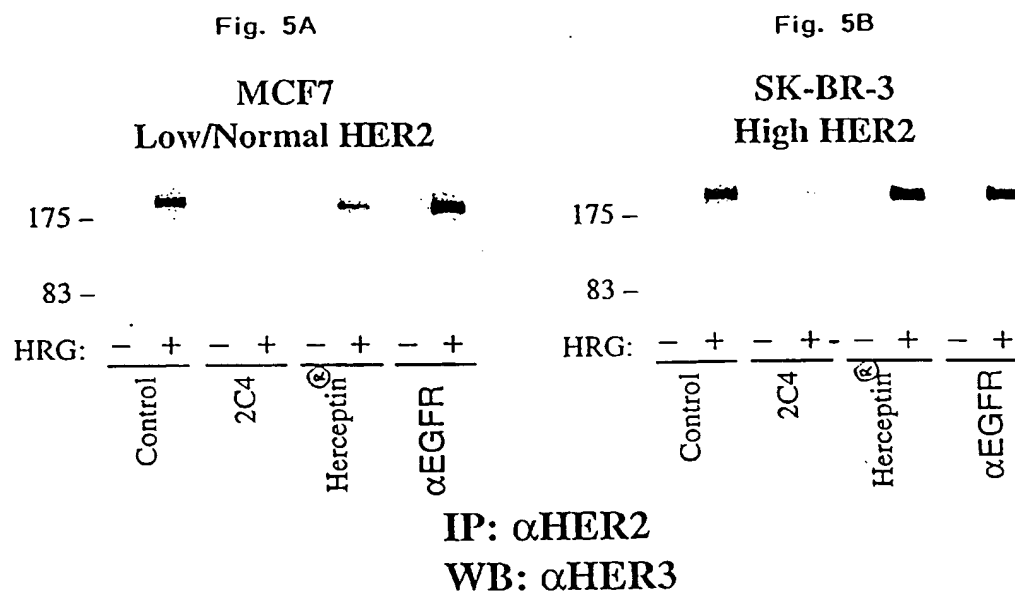 Fig. 5A
MCF7
Low/Normal HER2
175 –
83 –
HRG: – + – + – + – +
Control
2C4
Herceptin®
αEGFR
Fig. 5B
SK-BR-3
High HER2
175 –
83 –
HRG: – + – + - – + – +
Control
2C4
Herceptin®
αEGFR
IP: αHER2
WB: αHER3